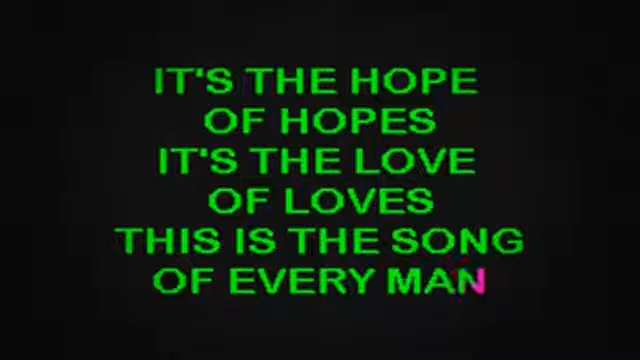 IT'S THE HOPE
OF HOPES
IT'S THE LOVE
OF LOVES
THIS IS THE SONG
OF EVERY MAN